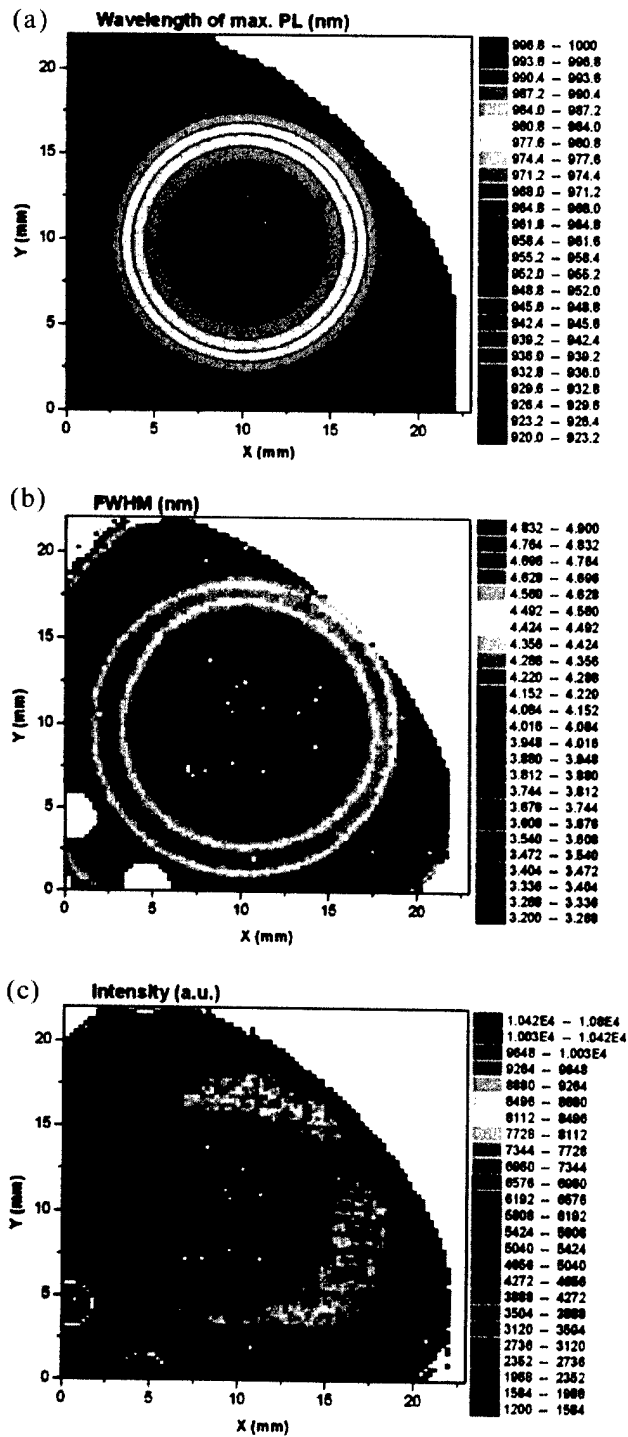 (a)
Wavelength of max. PL (nm)
20
15
10
5
0
Y (mm)
0 5 10 15 20
X (mm)
996.8 – 1000
993.6 – 996.8
990.4 – 993.6
987.2 – 990.4
984.0 – 987.2
980.8 – 984.0
977.6 – 980.8
974.4 – 977.6
971.2 – 974.4
968.0 – 971.2
964.8 – 968.0
961.6 – 964.8
958.4 – 961.6
955.2 – 958.4
952.0 – 955.2
948.8 – 952.0
945.6 – 948.8
942.4 – 945.6
939.2 – 942.4
936.0 – 939.2
932.8 – 936.0
929.6 – 932.8
926.4 – 929.6
923.2 – 926.4
920.0 – 923.2
(b)
FWHM (nm)
20
15
10
5
0
Y (mm)
0 5 10 15 20
X (mm)
4.832 – 4.900
4.764 – 4.832
4.696 – 4.764
4.628 – 4.696
4.560 – 4.628
4.492 – 4.560
4.424 – 4.492
4.356 – 4.424
4.288 – 4.356
4.220 – 4.288
4.152 – 4.220
4.084 – 4.152
4.016 – 4.084
3.948 – 4.016
3.880 – 3.948
3.812 – 3.880
3.744 – 3.812
3.676 – 3.744
3.608 – 3.676
3.540 – 3.608
3.472 – 3.540
3.404 – 3.472
3.336 – 3.404
3.268 – 3.336
3.200 – 3.268
(c)
Intensity (a.u.)
20
15
10
5
0
Y (mm)
0 5 10 15 20
X (mm)
1.042E4 – 1.08E4
1.003E4 – 1.042E4
9648 – 1.003E4
9264 – 9648
8880 – 9264
8496 – 8880
8112 – 8496
7728 – 8112
7344 – 7728
6960 – 7344
6576 – 6960
6192 – 6576
5808 – 6192
5424 – 5808
5040 – 5424
4656 – 5040
4272 – 4656
3888 – 4272
3504 – 3888
3120 – 3504
2736 – 3120
2352 – 2736
1968 – 2352
1584 – 1968
1200 – 1584